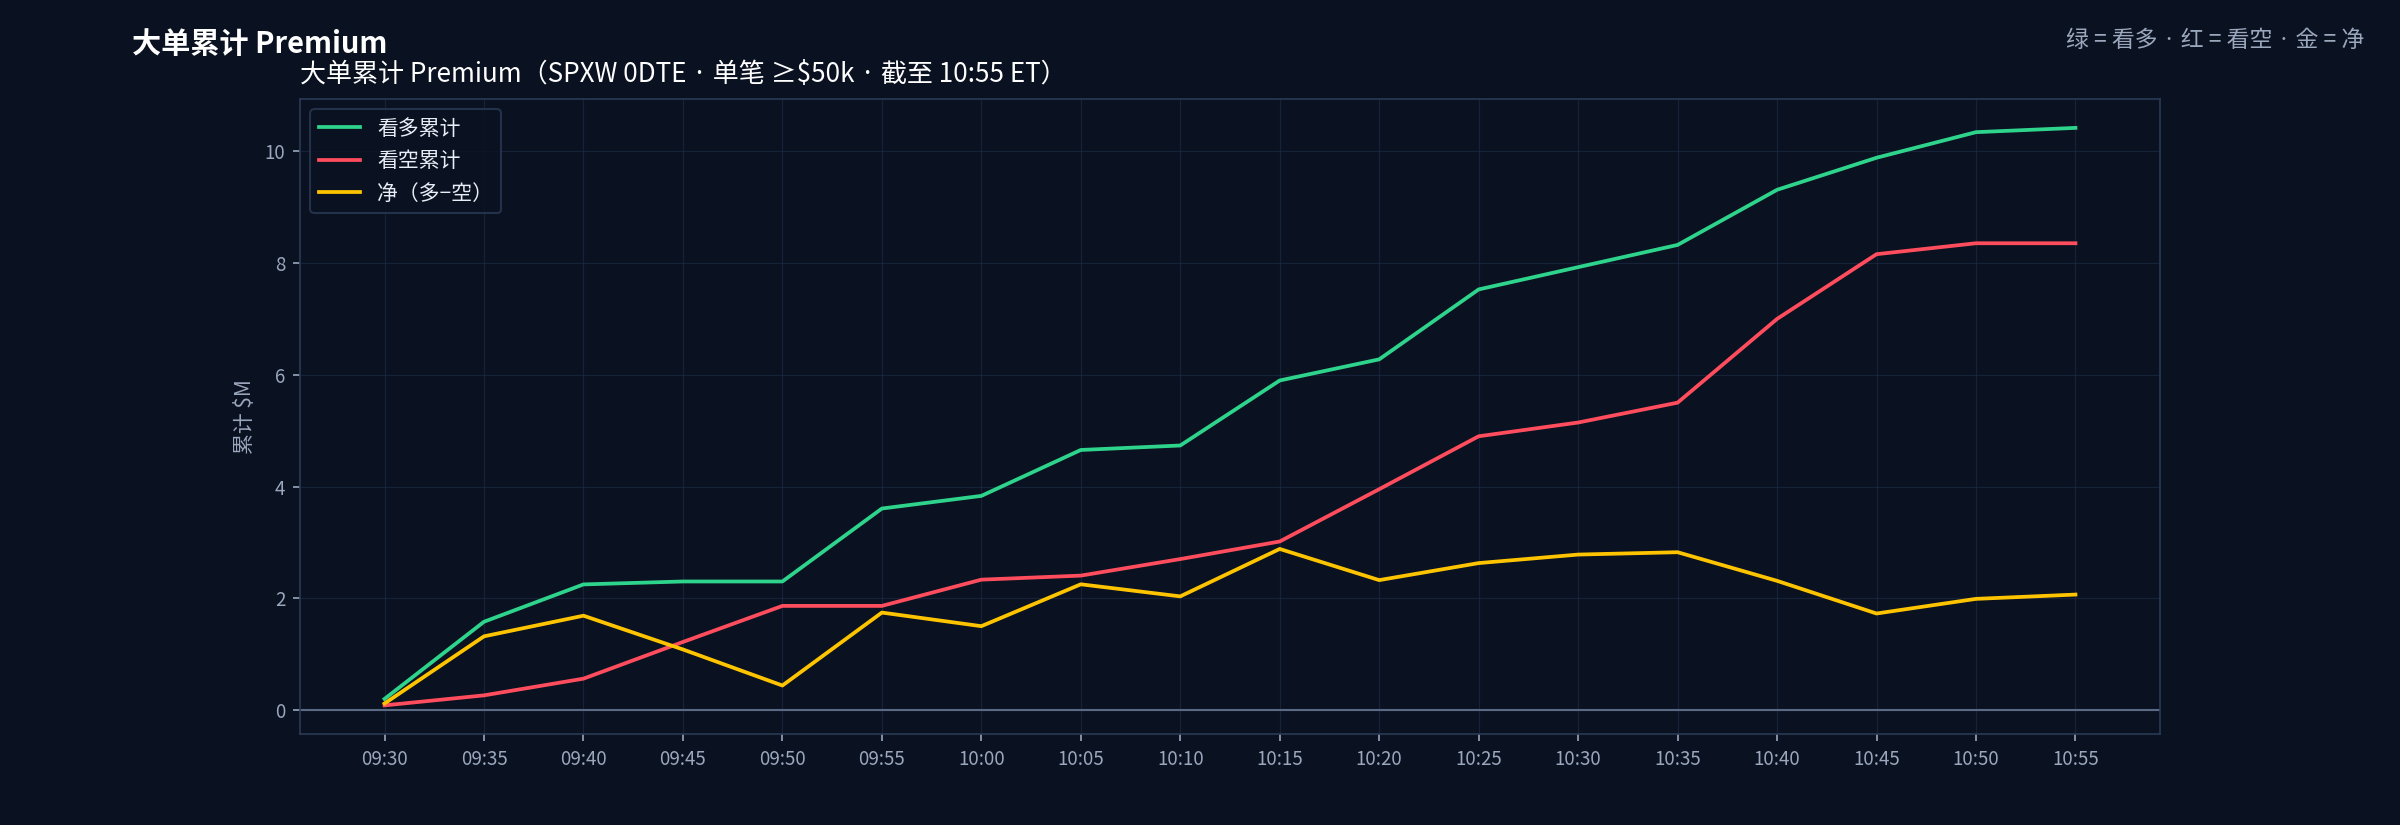 大单累计 Premium
绿 = 看多 · 红 = 看空 · 金 = 净
大单累计 Premium（SPXW 0DTE · 单笔 ≥$50k · 截至 10:55 ET）
看多累计
看空累计
净（多−空）
累计 $M
10
8
6
4
2
0
09:30 09:35 09:40 09:45 09:50 09:55 10:00 10:05 10:10 10:15 10:20 10:25 10:30 10:35 10:40 10:45 10:50 10:55